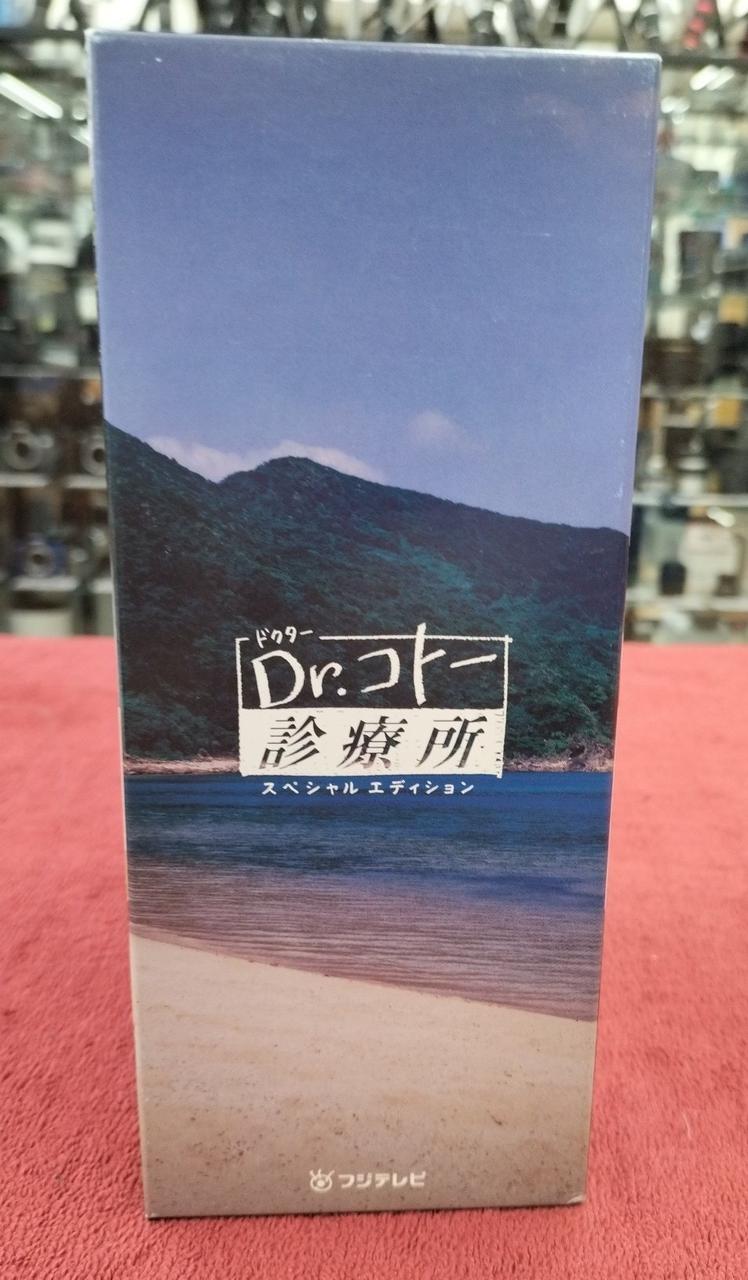 ドクター
Dr.コトー
診療所
スペシャル エディション
フジテレビ